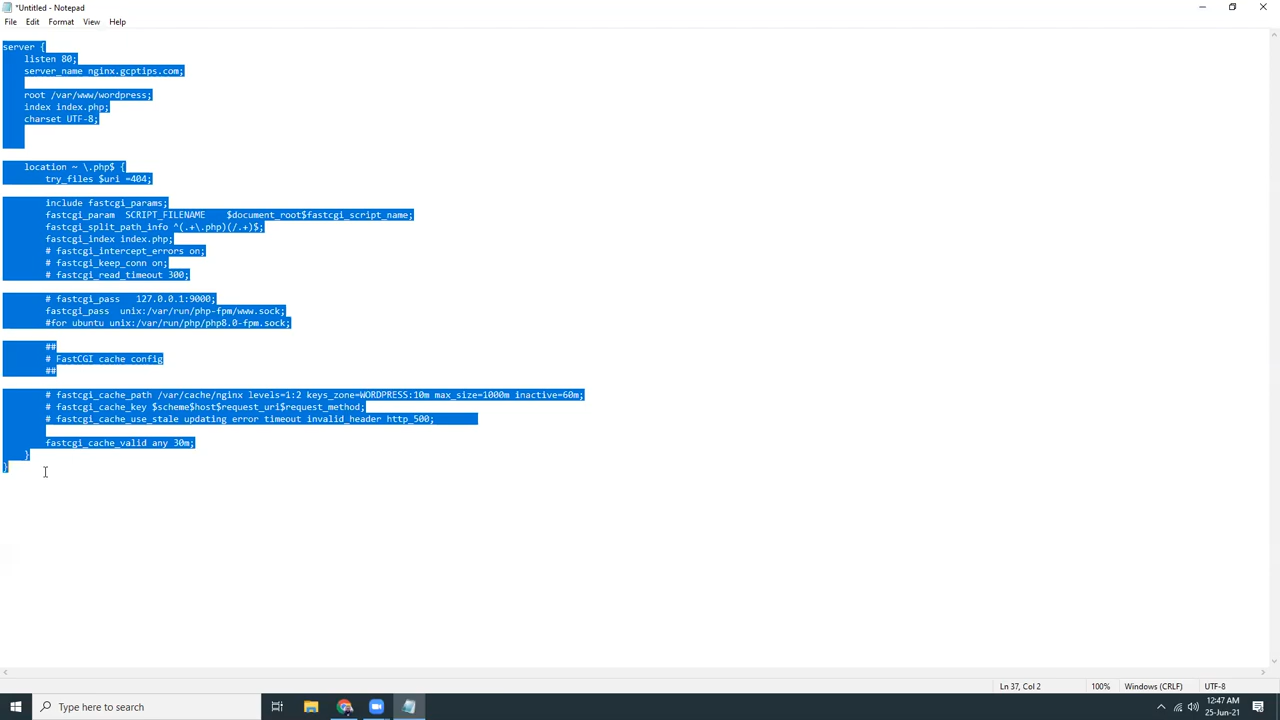 *Untitled - Notepad
File Edit Format View Help
server {
listen 80;
server_name nginx.gcptips.com;
root /var/www/wordpress;
index index.php;
charset UTF-8;
location ~ \.php$ {
try_files $uri =404;
include fastcgi_params;
fastcgi_param SCRIPT_FILENAME $document_root$fastcgi_script_name;
fastcgi_split_path_info ^(.+\.php)(/.+)$;
fastcgi_index index.php;
# fastcgi_intercept_errors on;
# fastcgi_keep_conn on;
# fastcgi_read_timeout 300;
# fastcgi_pass 127.0.0.1:9000;
fastcgi_pass unix:/var/run/php-fpm/www.sock;
#for ubuntu unix:/var/run/php/php8.0-fpm.sock;
##
# FastCGI cache config
##
# fastcgi_cache_path /var/cache/nginx levels=1:2 keys_zone=WORDPRESS:10m max_size=1000m inactive=60m;
# fastcgi_cache_key $scheme$host$request_uri$request_method;
# fastcgi_cache_use_stale updating error timeout invalid_header http_500;
fastcgi_cache_valid any 30m;
}
}
Ln 37, Col 2 100% Windows (CRLF) UTF-8
Type here to search
12:47 AM
25-Jun-21